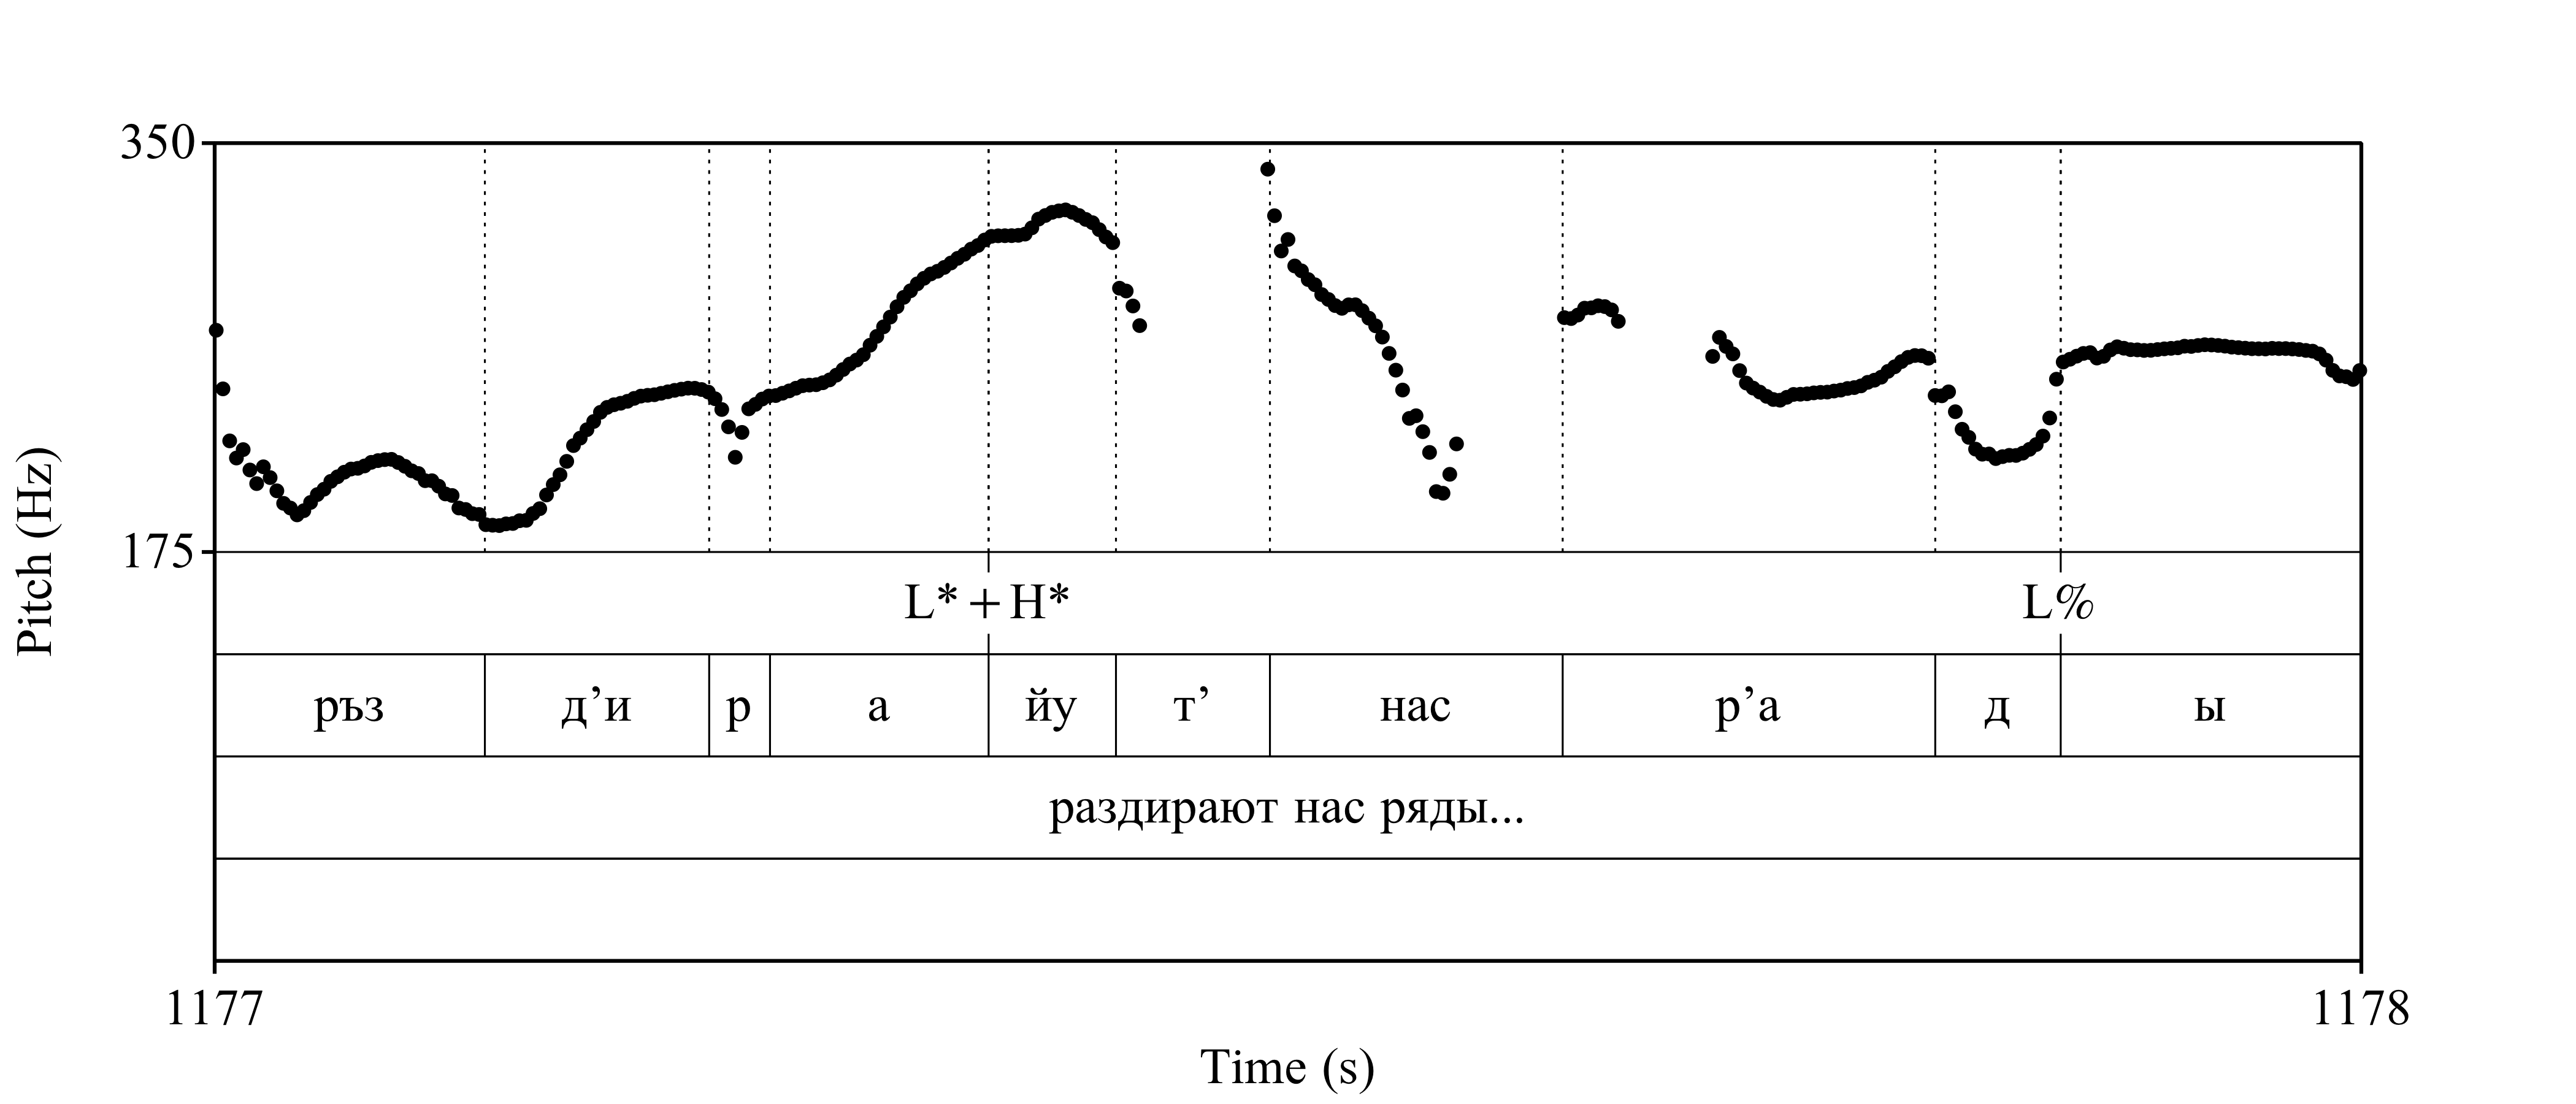 350
175
Pitch (Hz)
L* + H* L%
ръз д’и р а йу т’ нас р’а д ы
раздирают нас ряды...
1177 1178
Time (s)